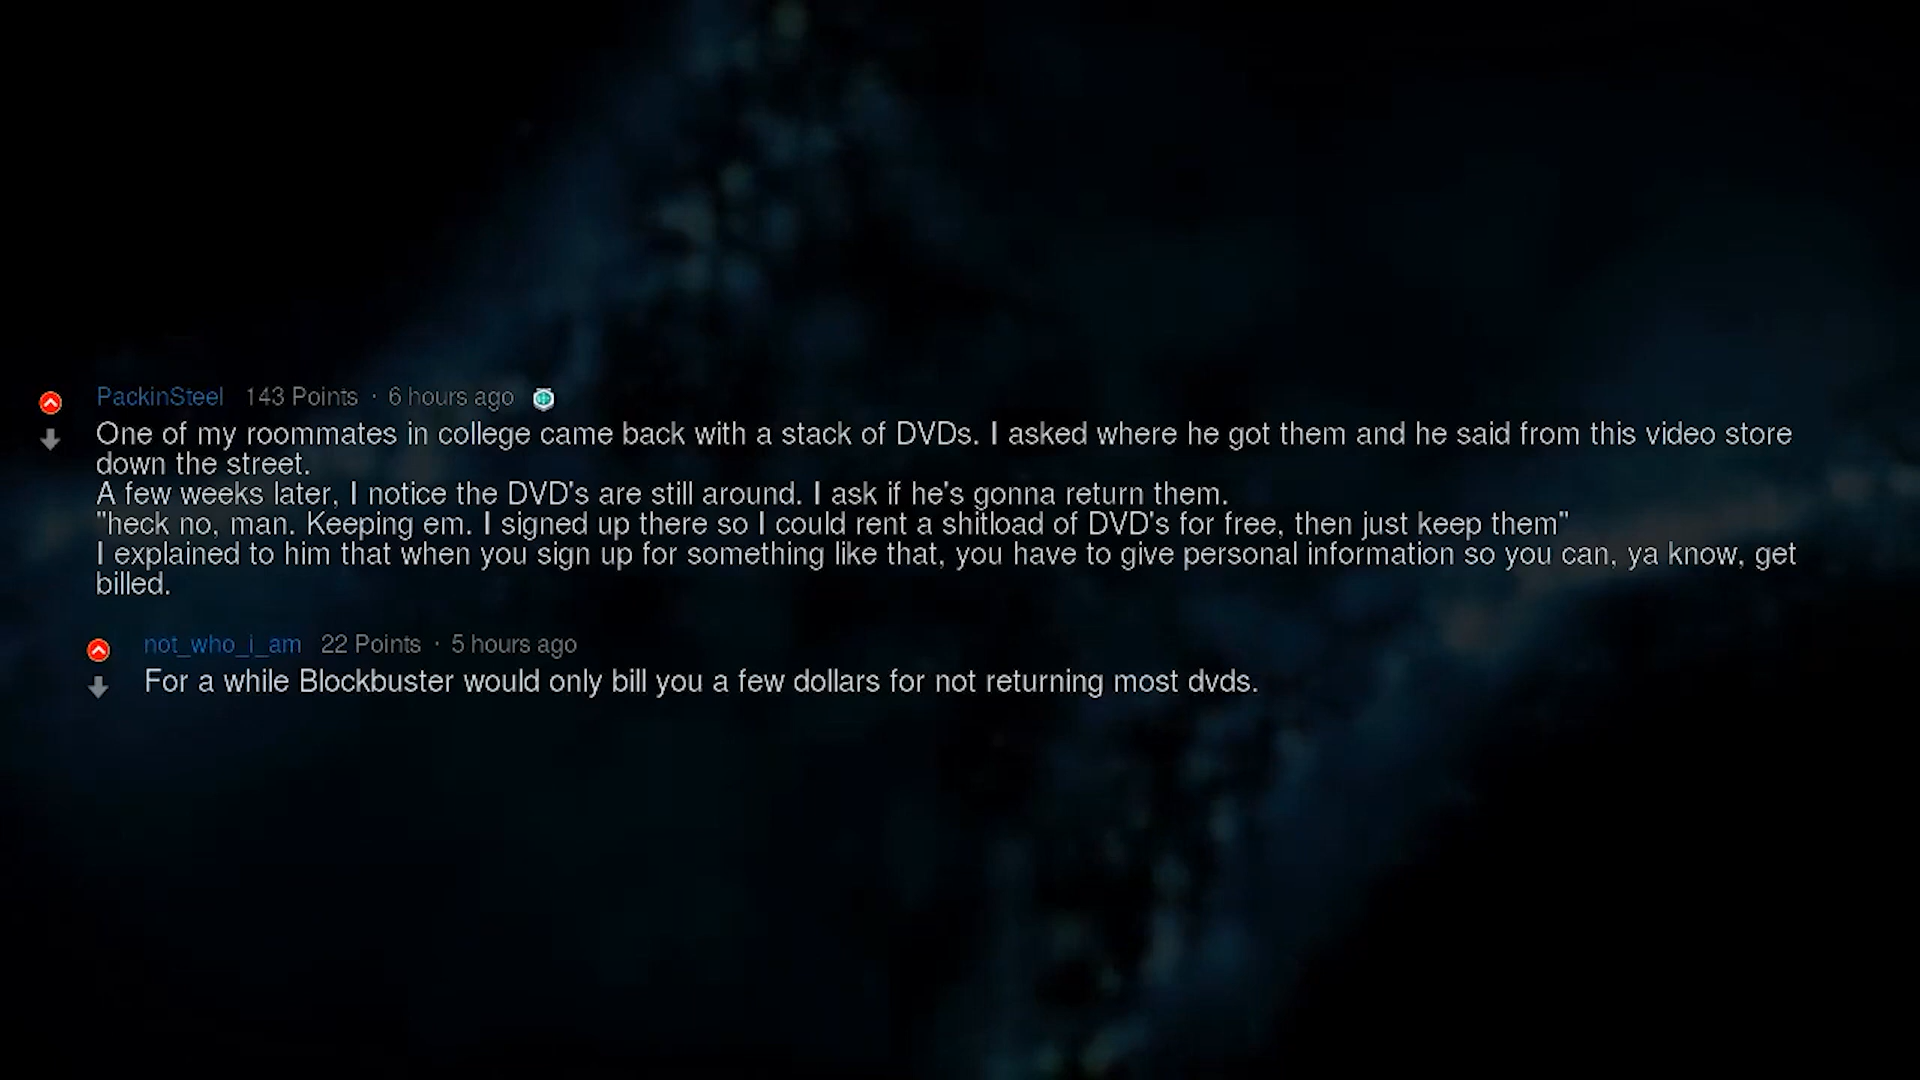 PackinSteel 143 Points · 6 hours ago
One of my roommates in college came back with a stack of DVDs. I asked where he got them and he said from this video store
down the street.
A few weeks later, I notice the DVD's are still around. I ask if he's gonna return them.
"heck no, man. Keeping em. I signed up there so I could rent a shitload of DVD's for free, then just keep them"
I explained to him that when you sign up for something like that, you have to give personal information so you can, ya know, get
billed.
not_who_i_am 22 Points · 5 hours ago
For a while Blockbuster would only bill you a few dollars for not returning most dvds.